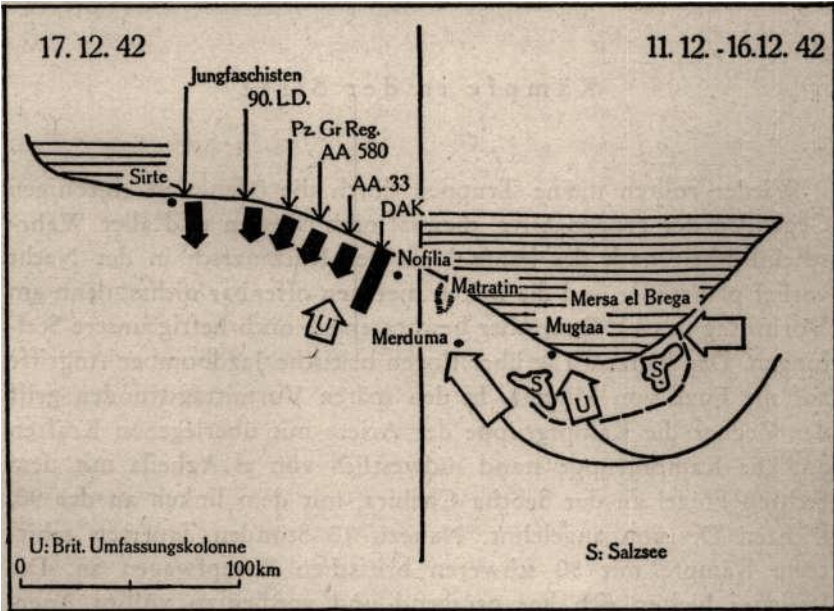 17. 12. 42
11. 12. - 16.12. 42
Jungfaschisten
90. L.D.
Pz. Gr Reg.
AA 580
AA. 33
DAK
Sirte
Nofilia
Matratin
Mersa el Brega
Mugtaa
Merduma
U
S
S
U
U: Brit. Umfassungskolonne
S: Salzsee
0
100km